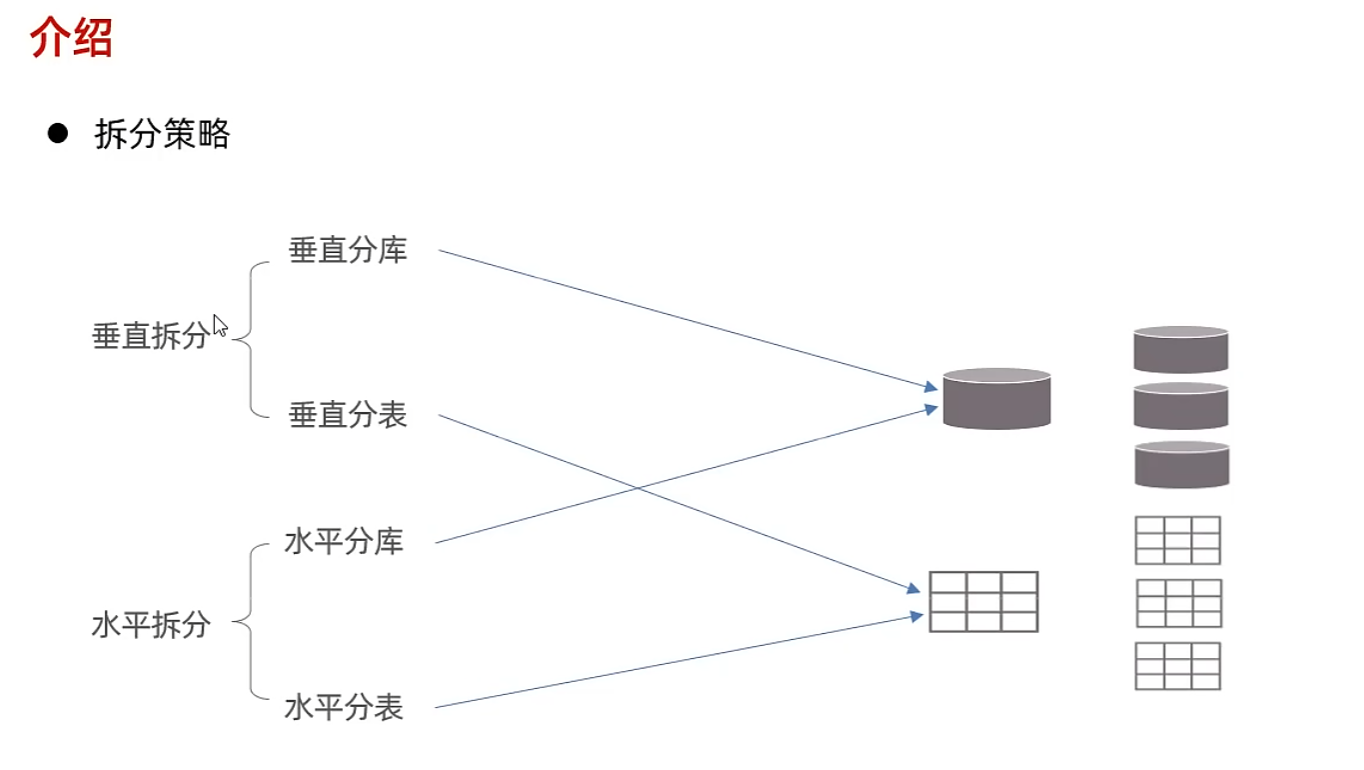 介绍
拆分策略
垂直分库
垂直拆分
垂直分表
水平分库
水平拆分
水平分表